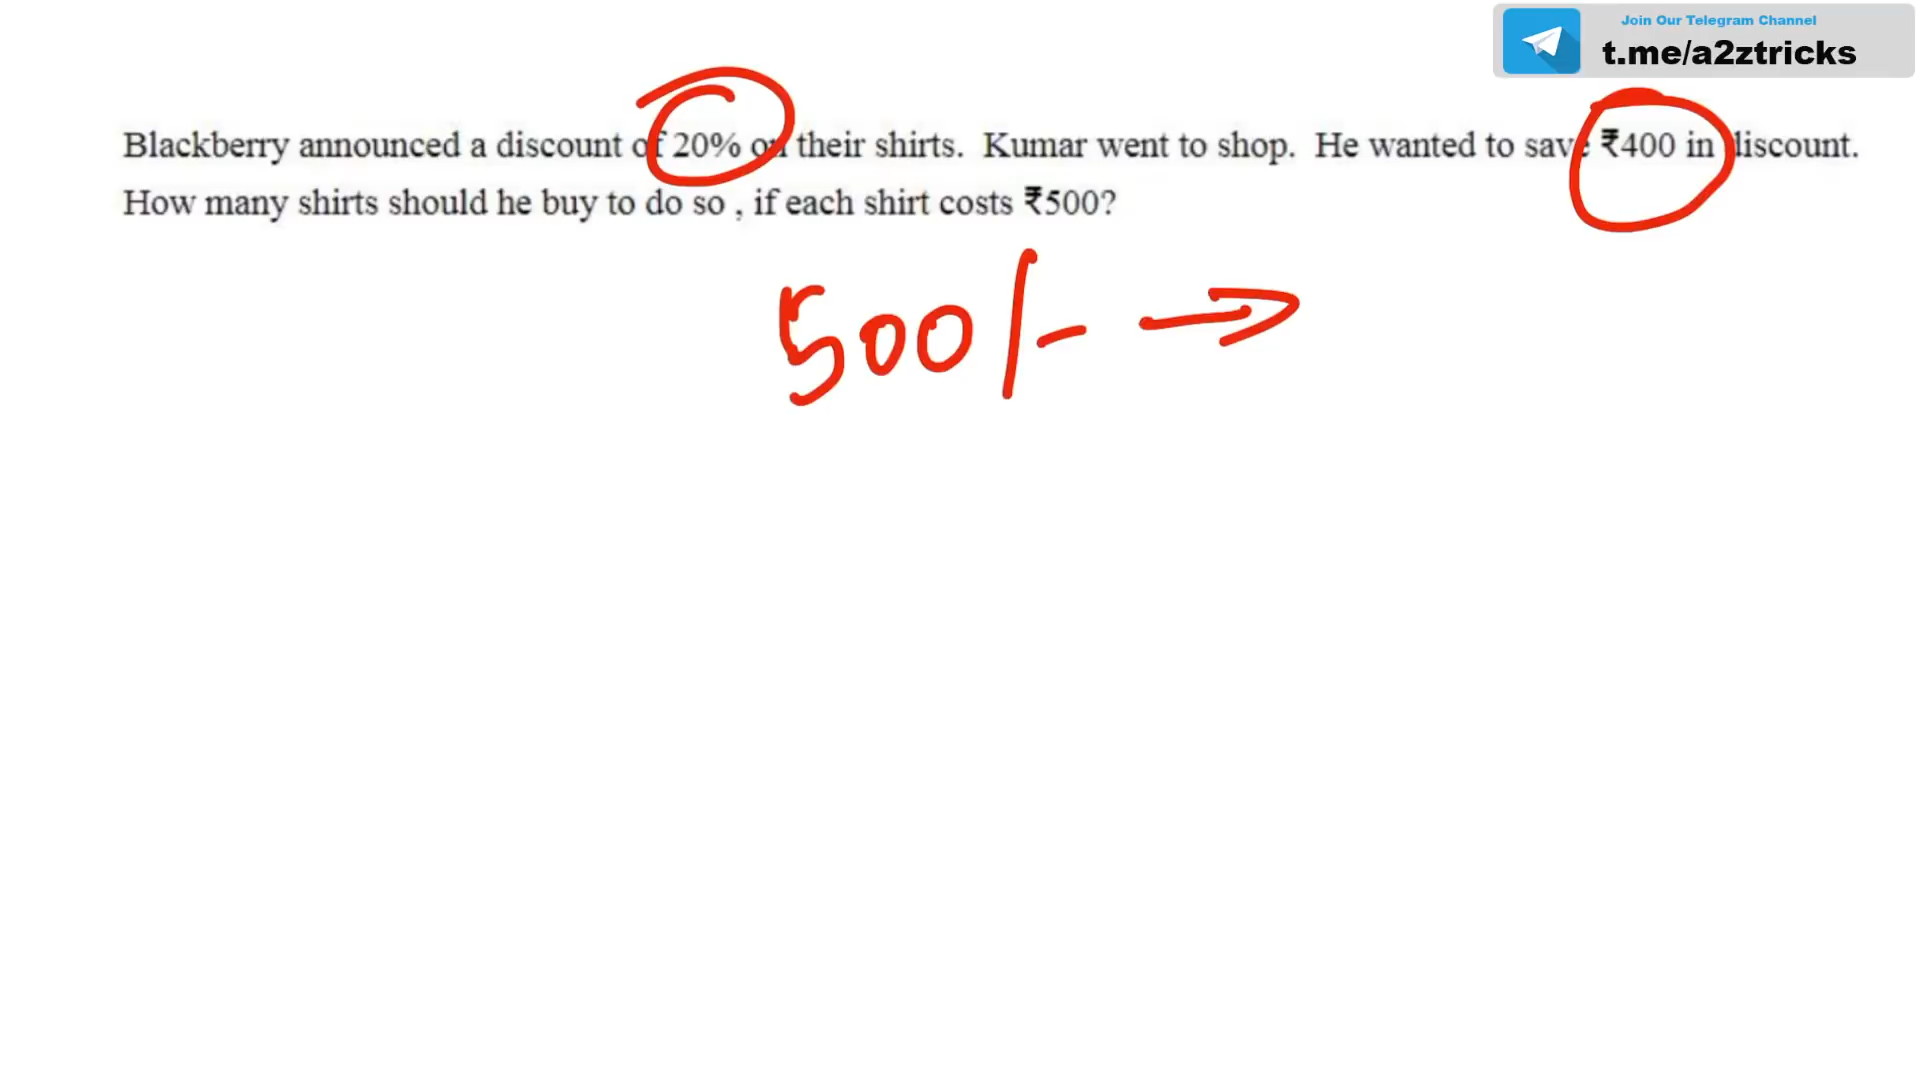 Join Our Telegram Channel
t.me/a2ztricks
Blackberry announced a discount of 20% on their shirts. Kumar went to shop. He wanted to save ₹400 in discount.
How many shirts should he buy to do so , if each shirt costs ₹500?
500/- →